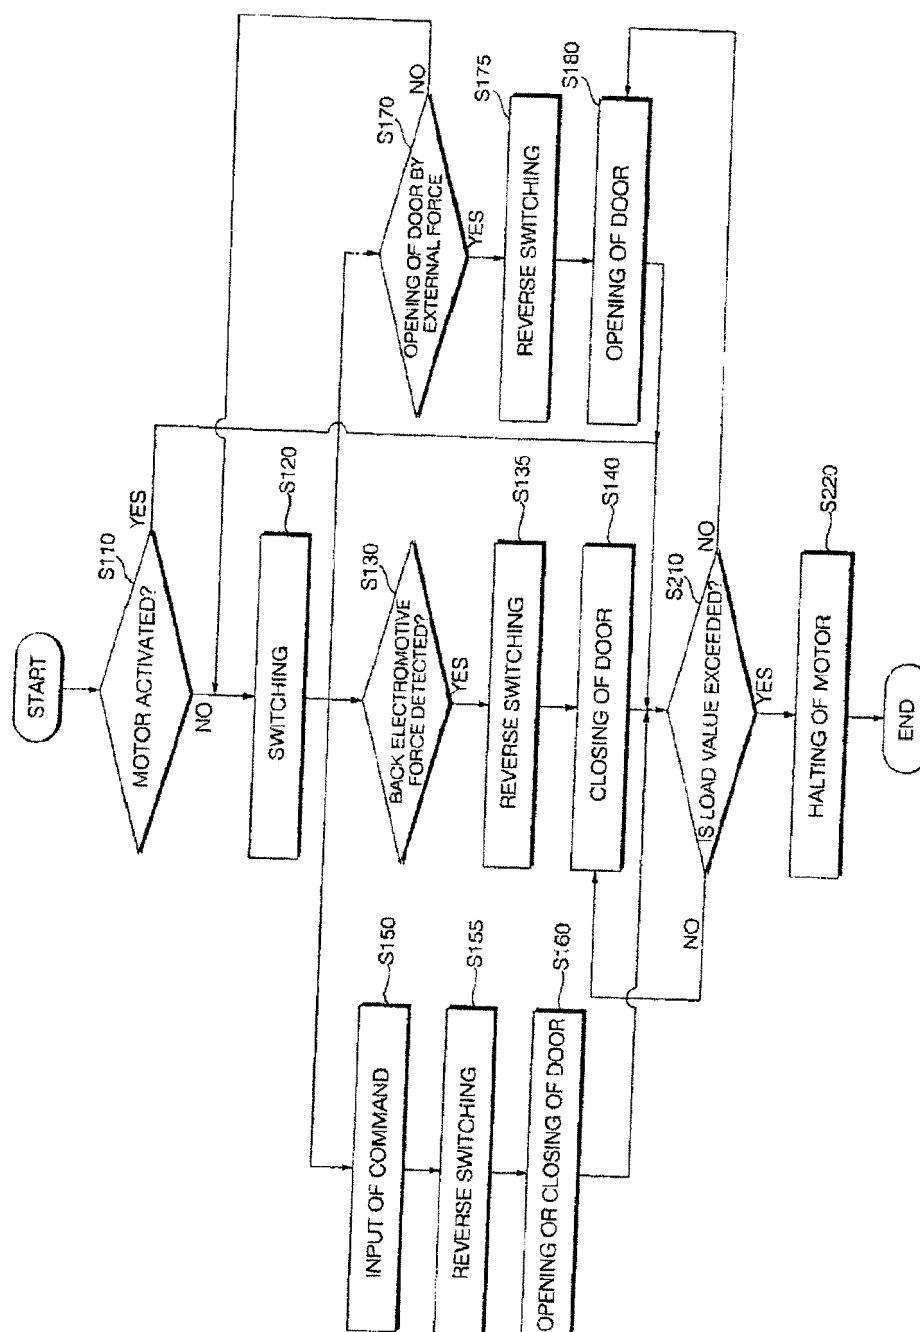 START
S110
MOTOR ACTIVATED?
YES
NO
S120
SWITCHING
S130
BACK ELECTROMOTIVE
FORCE DETECTED?
YES
S135
REVERSE SWITCHING
S140
CLOSING OF DOOR
S150
INPUT OF COMMAND
S155
REVERSE SWITCHING
S160
OPENING OR CLOSING OF DOOR
S170
OPENING OF DOOR BY
EXTERNAL FORCE
NO
YES
S175
REVERSE SWITCHING
S180
OPENING OF DOOR
S210
IS LOAD VALUE EXCEEDED?
NO
NO
YES
S220
HALTING OF MOTOR
END